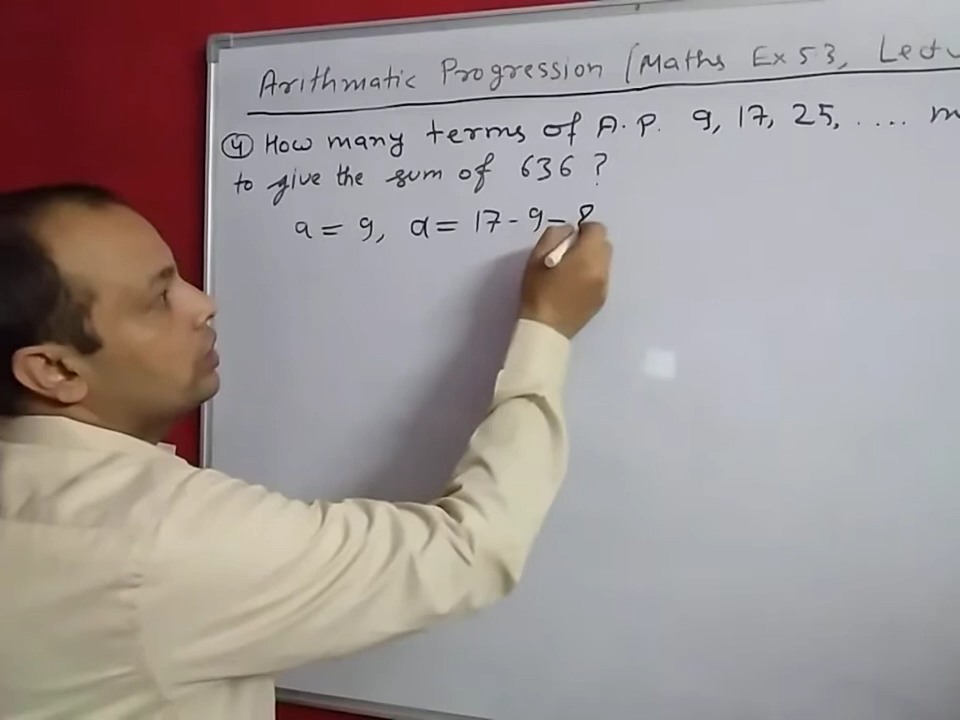 Arithmatic Progression (Maths Ex 5.3,
④ How many terms of A.P. 9, 17, 25, ....
to give the sum of 636 ?
a = 9, d = 17 - 9 = 8